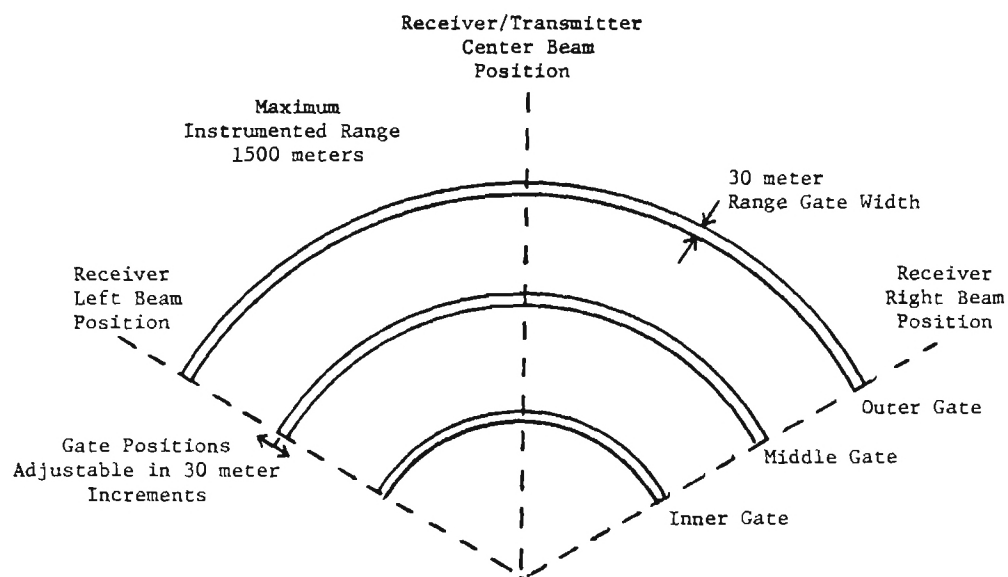 Receiver/Transmitter
Center Beam
Position
Maximum
Instrumented Range
1500 meters
30 meter
Range Gate Width
Receiver
Left Beam
Position
Receiver
Right Beam
Position
Outer Gate
Gate Positions
Adjustable in 30 meter
Increments
Middle Gate
Inner Gate